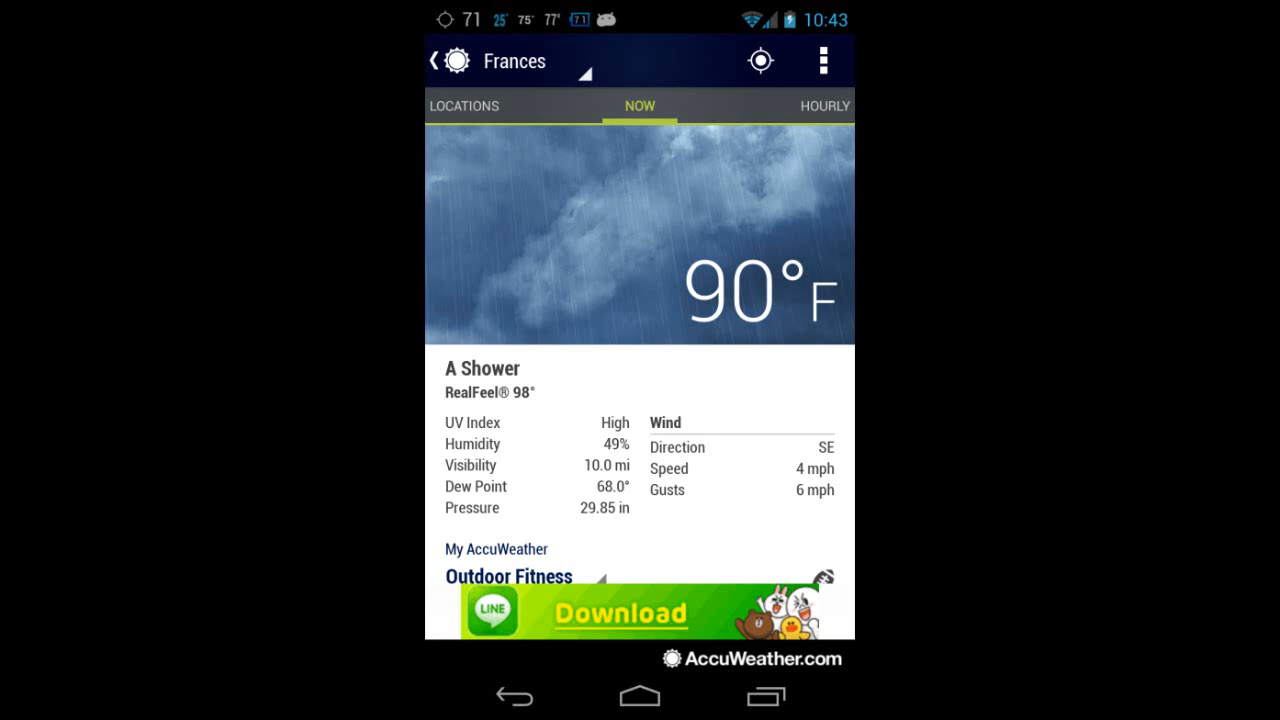 71 25° 75° 77° 71 10:43
Frances
LOCATIONS NOW HOURLY
90°F
A Shower
RealFeel® 98°
UV Index High
Humidity 49%
Visibility 10.0 mi
Dew Point 68.0°
Pressure 29.85 in
Wind
Direction SE
Speed 4 mph
Gusts 6 mph
My AccuWeather
Outdoor Fitness
LINE Download
AccuWeather.com